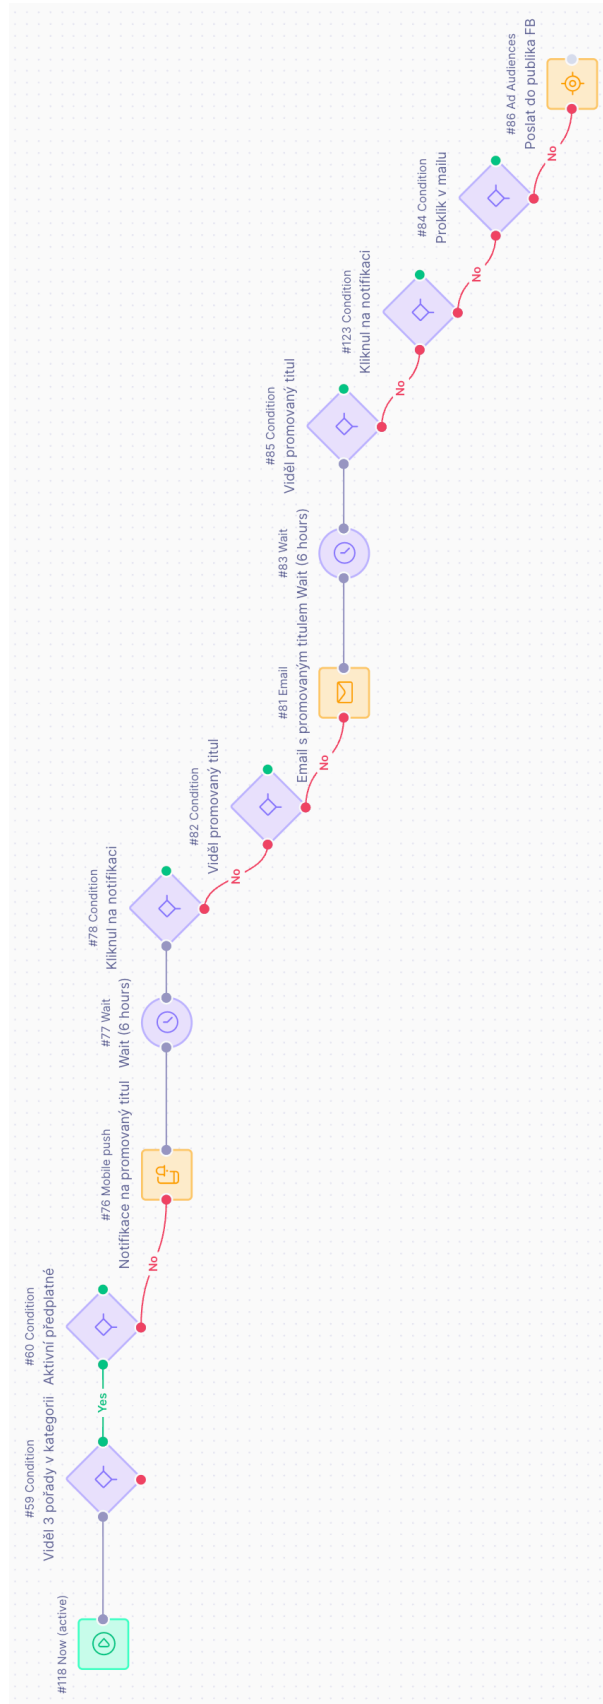 #118 Now (active)
#59 Condition
Viděl 3 pořady v kategorii
Yes
#60 Condition
Aktivní předplatné
No
#76 Mobile push
Notifikace na promovaný titul
#77 Wait
Wait (6 hours)
#78 Condition
Kliknul na notifikaci
No
#82 Condition
Viděl promovaný titul
No
#81 Email
Email s promovaným titulem
#83 Wait
Wait (6 hours)
#85 Condition
Viděl promovaný titul
No
#123 Condition
Kliknul na notifikaci
No
#84 Condition
Proklik v mailu
No
#86 Ad Audiences
Poslat do publika FB